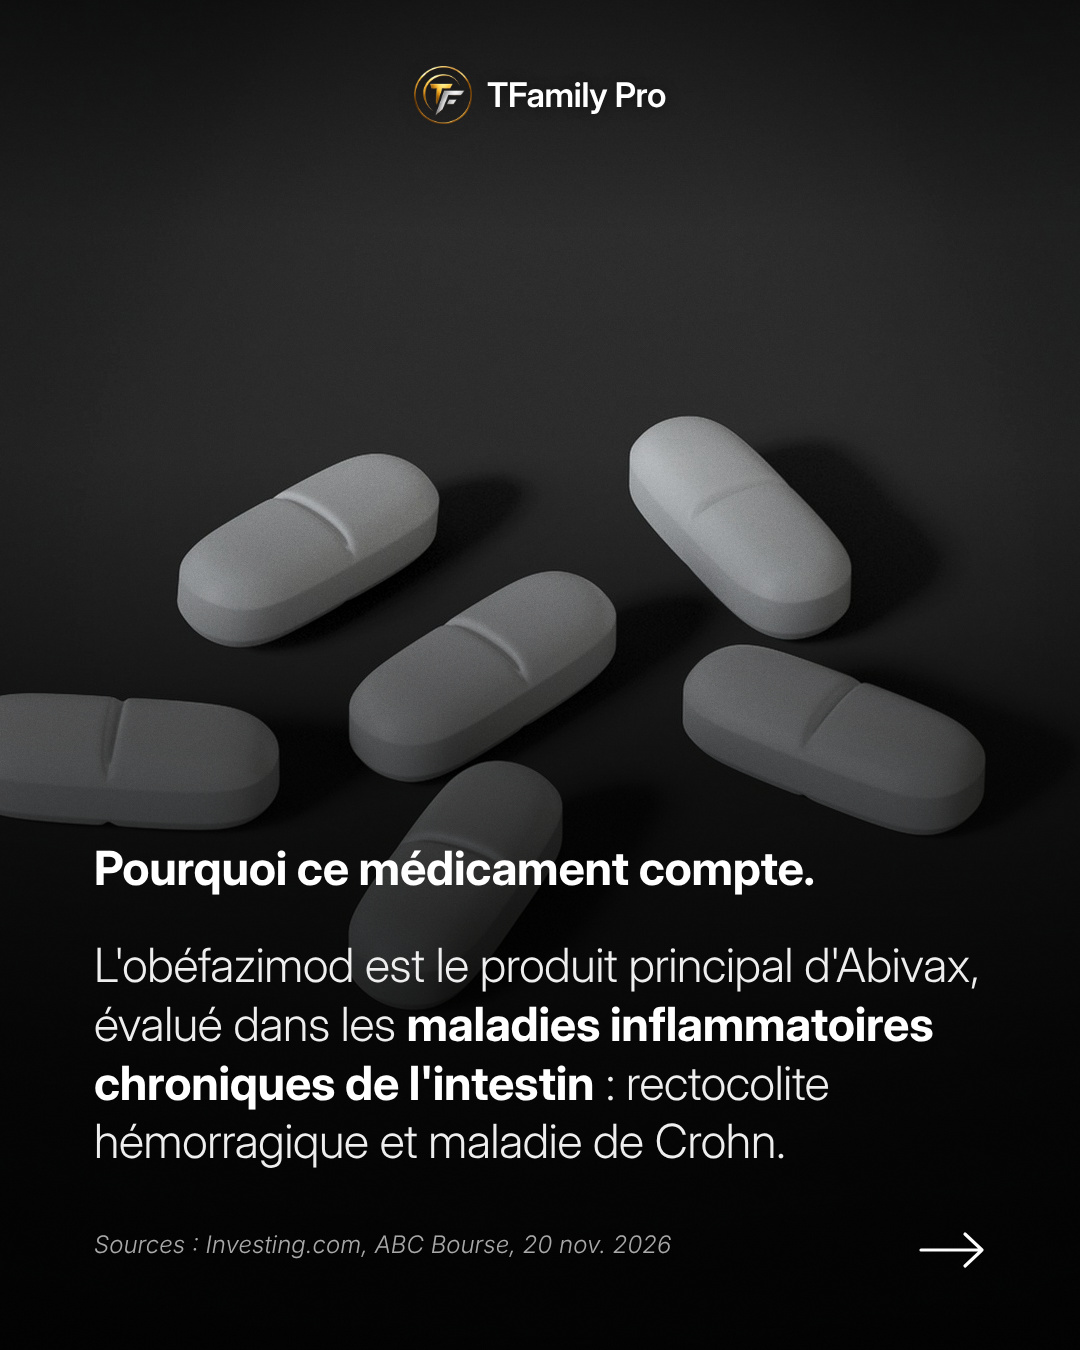 TFamily Pro
Pourquoi ce médicament compte.
L'obéfazimod est le produit principal d'Abivax,
évalué dans les maladies inflammatoires
chroniques de l'intestin : rectocolite
hémorragique et maladie de Crohn.
Sources : Investing.com, ABC Bourse, 20 nov. 2026